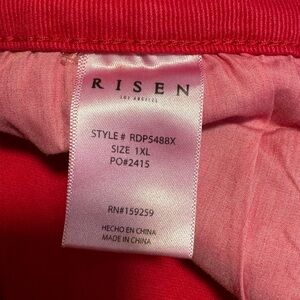 RISEN
LOS ANGELES
STYLE# RDP5488X
SIZE 1XL
PO#2415
RN#159259
HECHO EN CHINA
MADE IN CHINA